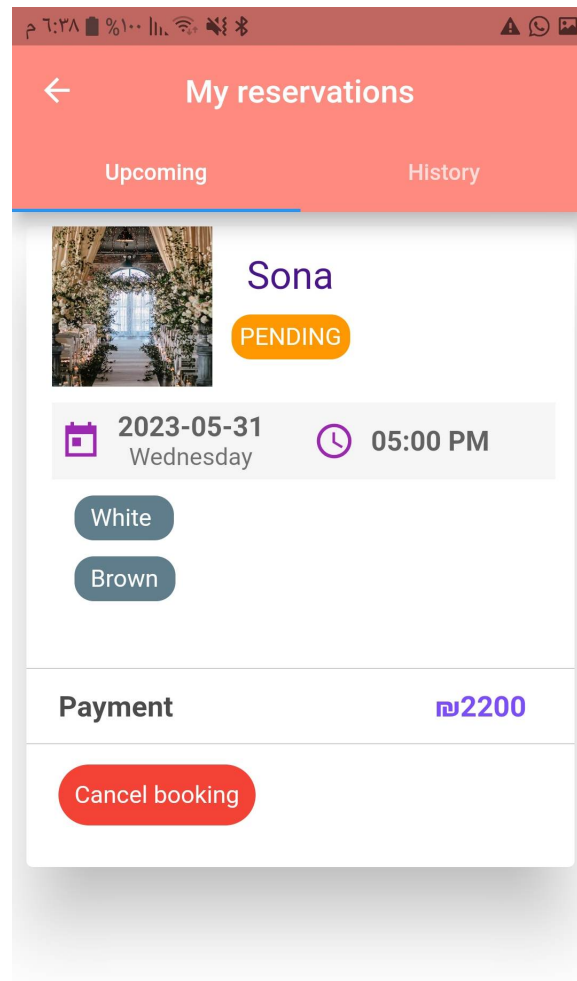 م ٦:٣٨ %١٠٠
My reservations
Upcoming History
Sona
PENDING
2023-05-31 05:00 PM
Wednesday
White
Brown
Payment ₪2200
Cancel booking